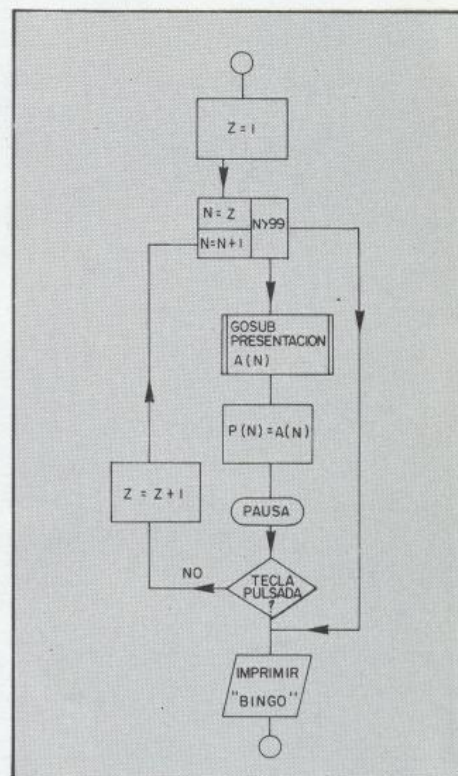 Z = 1
N = Z
N>99
N=N+1
GOSUB
PRESENTACION
A(N)
P(N)=A(N)
Z = Z+1
PAUSA
NO
TECLA
PULSADA
?
IMPRIMIR
"BINGO"